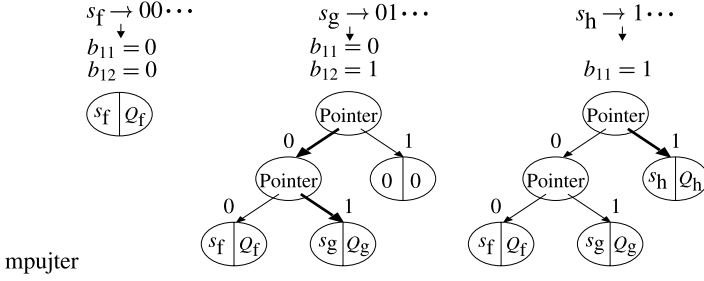 s_f → 00⋯ s_g → 01⋯ s_h → 1⋯
b_11 = 0 b_11 = 0
b_12 = 0 b_12 = 1 b_11 = 1
s_f Q_f Pointer Pointer
0 1 0 1
Pointer 0 0 Pointer s_h Q_h
0 1 0 1
s_f Q_f s_g Q_g s_f Q_f s_g Q_g
mpujter